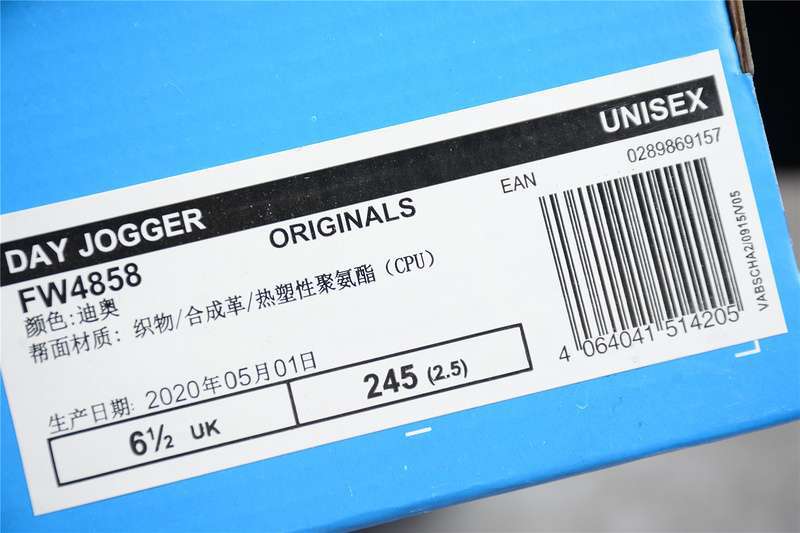 UNISEX
DAY JOGGER
0289869157
EAN
ORIGINALS
FW4858
颜色:迪奥
帮面材质: 织物/合成革/热塑性聚氨酯(CPU)
生产日期: 2020年05月01日
6½ UK
245 (2.5)
4 064041 514205
VABSCHA2/0915/V05